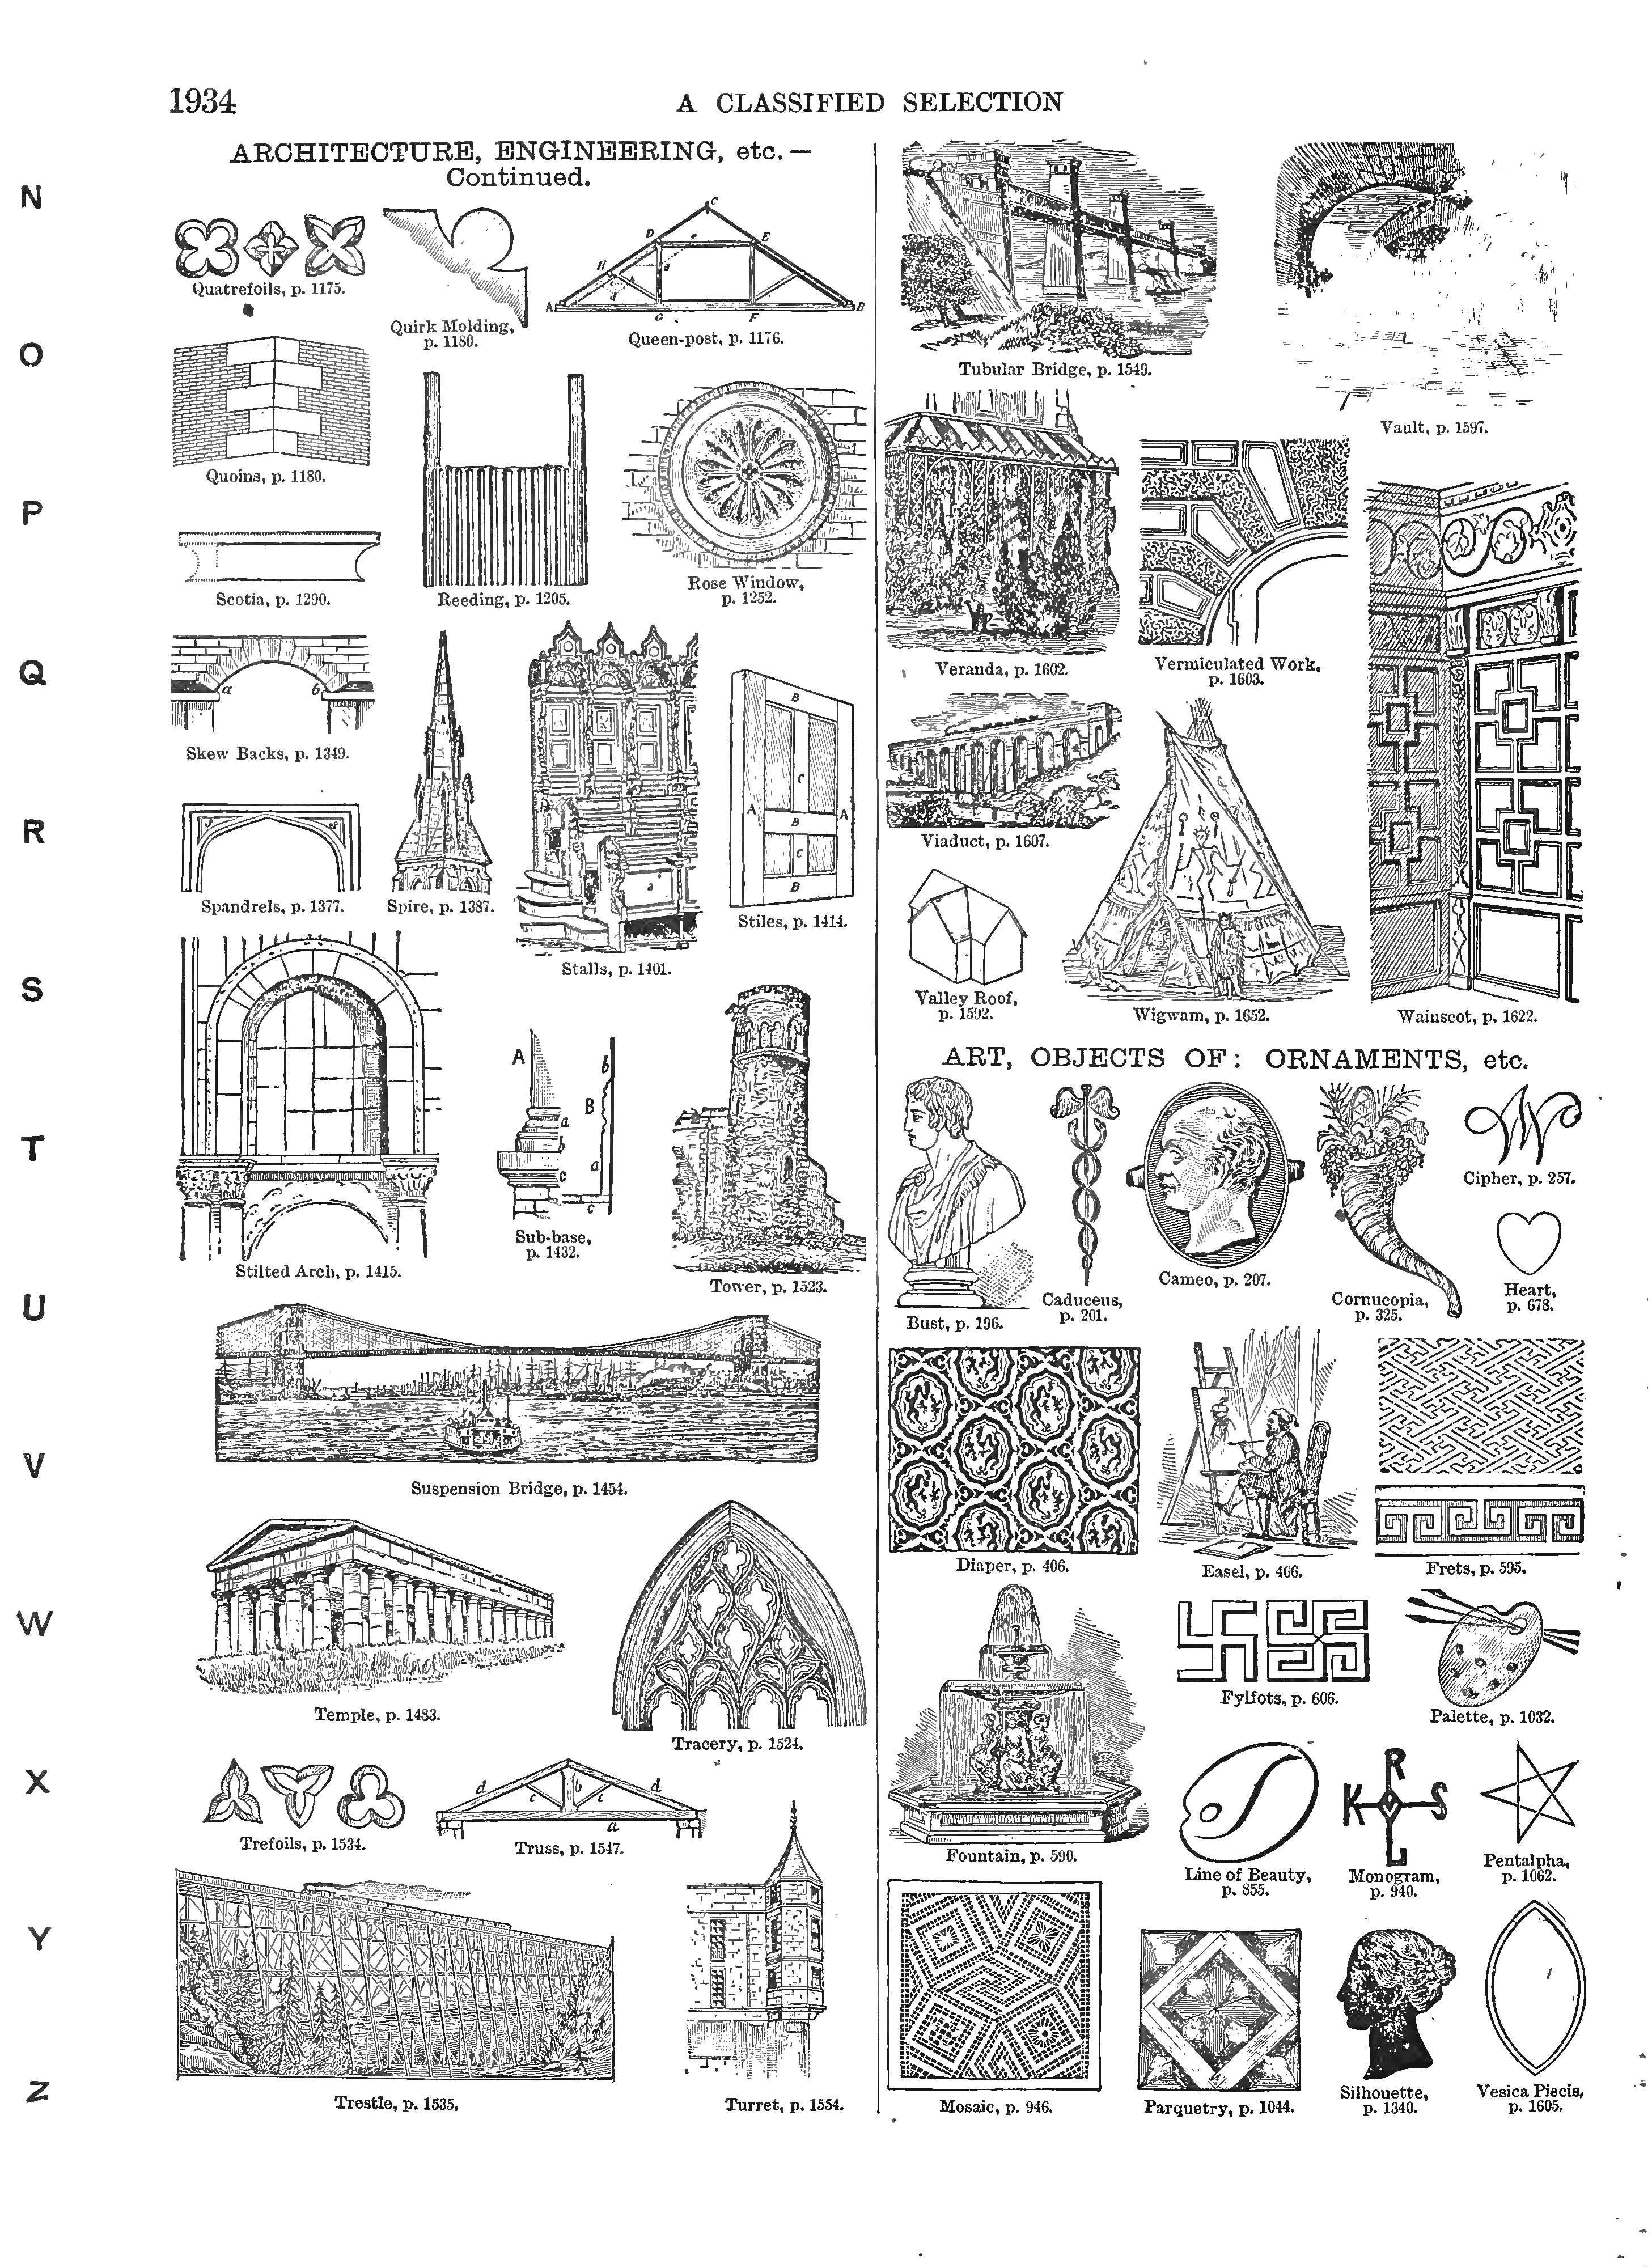 1934
A CLASSIFIED SELECTION
N
O
P
Q
R
S
T
U
V
W
X
Y
Z
ARCHITECTURE, ENGINEERING, etc. —
Continued.
Quatrefoils, p. 1175.
Quirk Molding,
p. 1180.
A
H
D
e
C
E
d
d
G
F
B
Queen-post, p. 1176.
Quoins, p. 1180.
Scotia, p. 1290.
Reeding, p. 1205.
Rose Window,
p. 1252.
a
b
Skew Backs, p. 1349.
Spandrels, p. 1377.
Spire, p. 1387.
a
Stalls, p. 1401.
B
C
A
B
A
C
B
Stiles, p. 1414.
Stilted Arch, p. 1415.
A
a
b
c
B
b
a
c
Sub-base,
p. 1432.
Tower, p. 1523.
Suspension Bridge, p. 1454.
Temple, p. 1483.
Tracery, p. 1524.
Trefoils, p. 1534.
d
b
d
c
c
a
Truss, p. 1547.
Trestle, p. 1535.
Turret, p. 1554.
Tubular Bridge, p. 1549.
Vault, p. 1597.
Veranda, p. 1602.
Vermiculated Work.
p. 1603.
Viaduct, p. 1607.
Valley Roof,
p. 1592.
Wigwam, p. 1652.
Wainscot, p. 1622.
ART, OBJECTS OF: ORNAMENTS, etc.
Bust, p. 196.
Caduceus,
p. 201.
Cameo, p. 207.
Cornucopia,
p. 325.
Cipher, p. 257.
Heart,
p. 678.
Diaper, p. 406.
Easel, p. 466.
Frets, p. 595.
Fountain, p. 590.
Fylfots, p. 606.
Palette, p. 1032.
Line of Beauty,
p. 855.
R
K S
L
Monogram,
p. 940.
Pentalpha,
p. 1062.
Mosaic, p. 946.
Parquetry, p. 1044.
Silhouette,
p. 1340.
Vesica Piscis,
p. 1605.